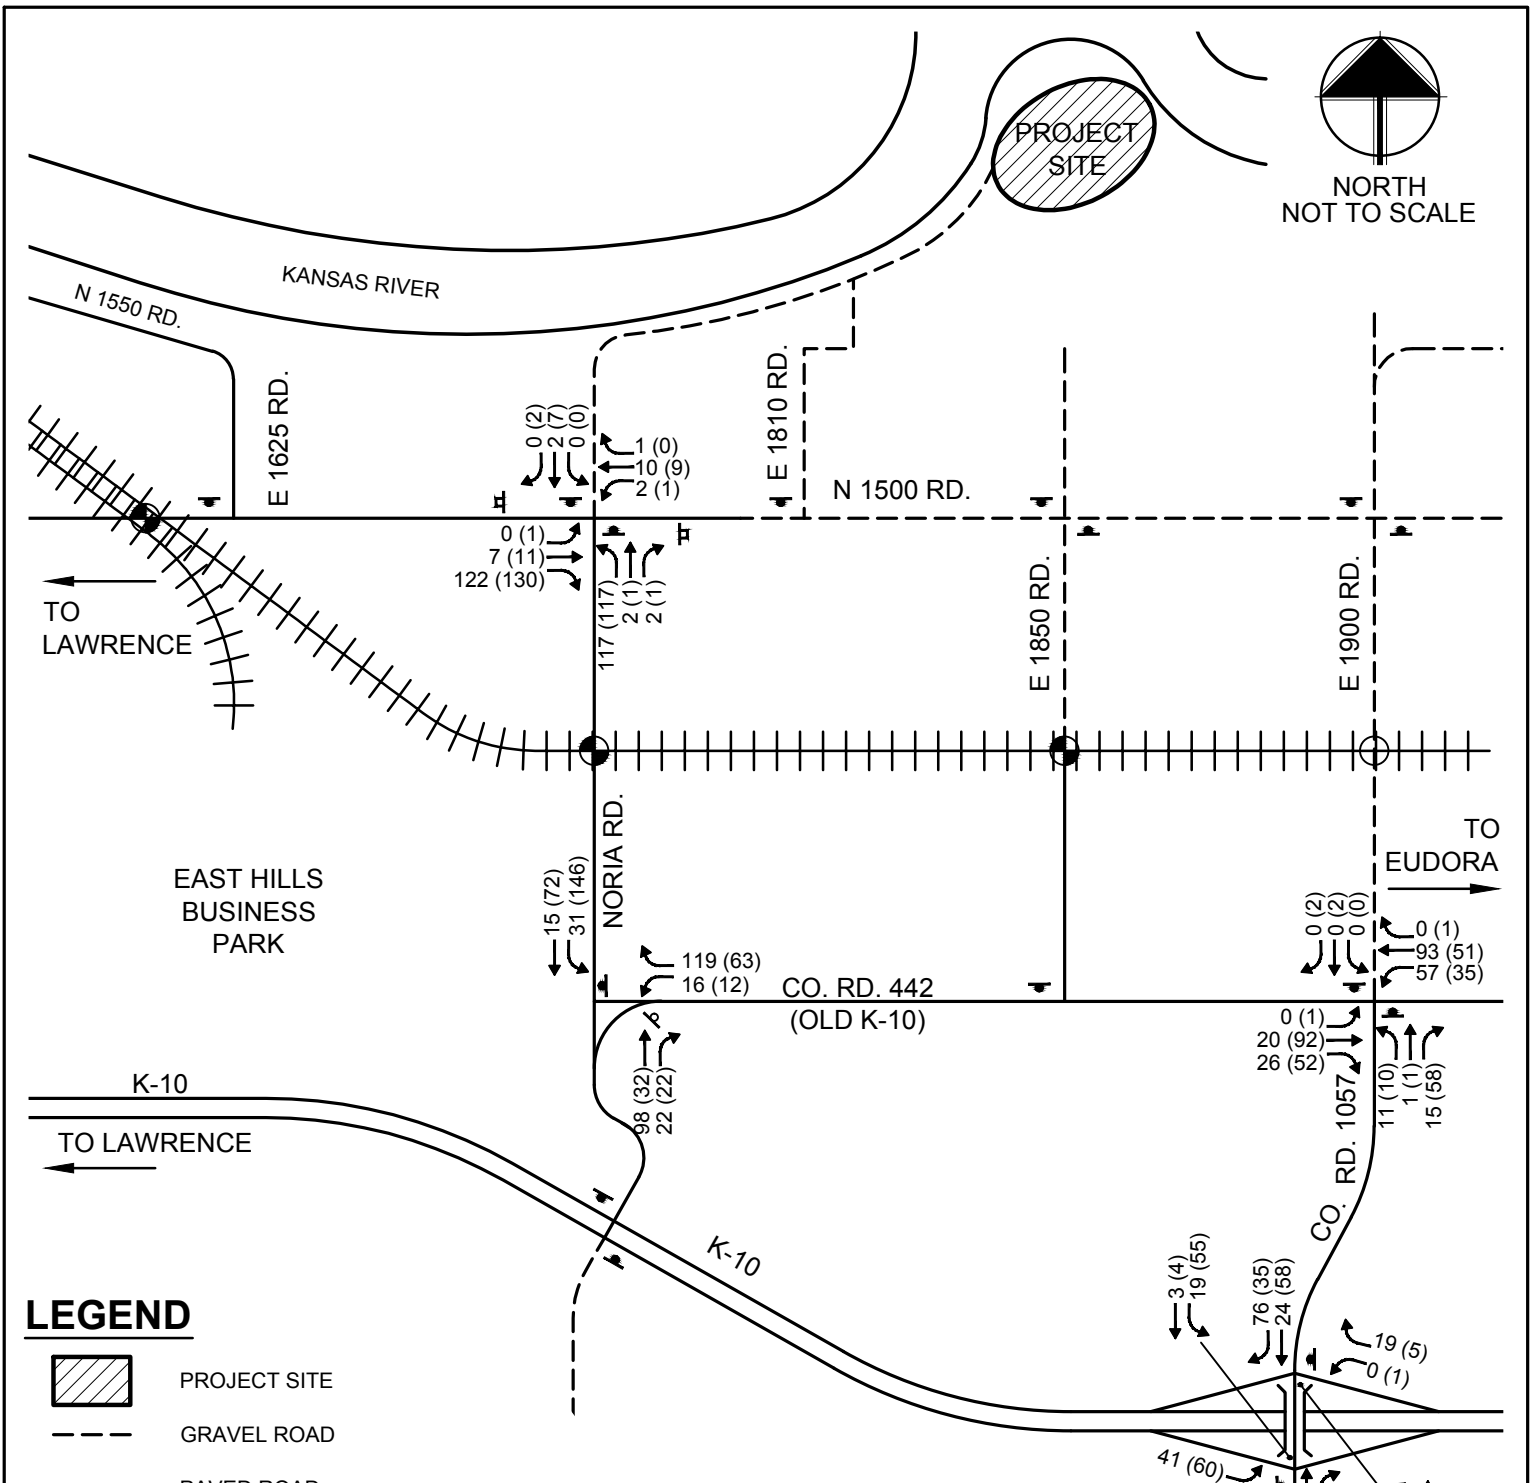 PROJECT
SITE
NORTH
NOT TO SCALE
KANSAS RIVER
N 1550 RD.
E 1625 RD.
E 1810 RD.
0 (2)
2 (7)
0 (0)
1 (0)
10 (9)
2 (1)
N 1500 RD.
0 (1)
7 (11)
122 (130)
117 (117)
2 (1)
2 (1)
E 1850 RD.
E 1900 RD.
TO
LAWRENCE
NORIA RD.
TO
EUDORA
EAST HILLS
BUSINESS
PARK
15 (72)
31 (146)
119 (63)
16 (12)
CO. RD. 442
(OLD K-10)
0 (2)
0 (2)
0 (0)
0 (1)
93 (51)
57 (35)
0 (1)
20 (92)
26 (52)
11 (10)
1 (1)
15 (58)
98 (32)
22 (22)
K-10
TO LAWRENCE
CO. RD. 1057
K-10
3 (4)
19 (55)
76 (35)
24 (58)
19 (5)
0 (1)
41 (60)
LEGEND
PROJECT SITE
GRAVEL ROAD
PAVED ROAD